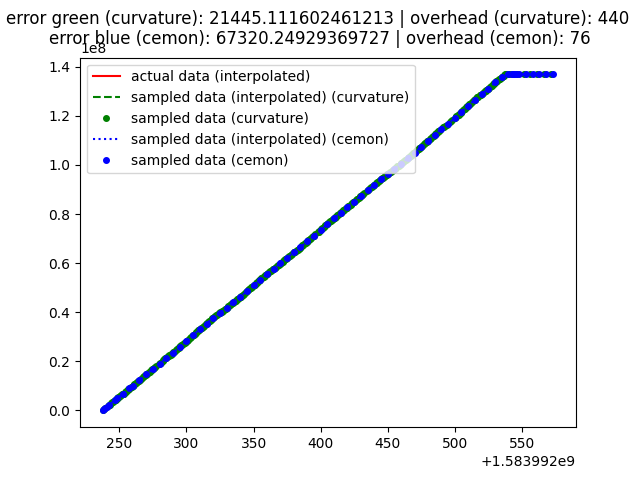 error green (curvature): 21445.111602461213 | overhead (curvature): 440
error blue (cemon): 67320.24929369727 | overhead (cemon): 76
1e8
actual data (interpolated)
sampled data (interpolated) (curvature)
sampled data (curvature)
sampled data (interpolated) (cemon)
sampled data (cemon)
1.4
1.2
1.0
0.8
0.6
0.4
0.2
0.0
250 300 350 400 450 500 550
+1.583992e9